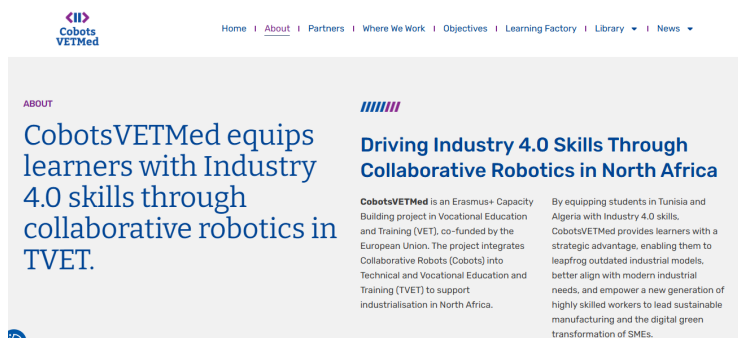 Cobots
VETMed
Home
About
Partners
Where We Work
Objectives
Learning Factory
Library
News
ABOUT
CobotsVETMed equips
learners with Industry
4.0 skills through
collaborative robotics in
TVET.
Driving Industry 4.0 Skills Through
Collaborative Robotics in North Africa
CobotsVETMed is an Erasmus+ Capacity
Building project in Vocational Education
and Training (VET), co-funded by the
European Union. The project integrates
Collaborative Robots (Cobots) into
Technical and Vocational Education and
Training (TVET) to support
industrialisation in North Africa.
By equipping students in Tunisia and
Algeria with Industry 4.0 skills,
CobotsVETMed provides learners with a
strategic advantage, enabling them to
leapfrog outdated industrial models,
better align with modern industrial
needs, and empower a new generation of
highly skilled workers to lead sustainable
manufacturing and the digital green
transformation of SMEs.